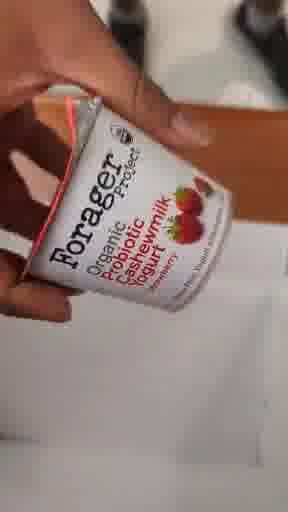 Forager
Project
Organic
Probiotic
Cashewmilk
Yogurt
Strawberry